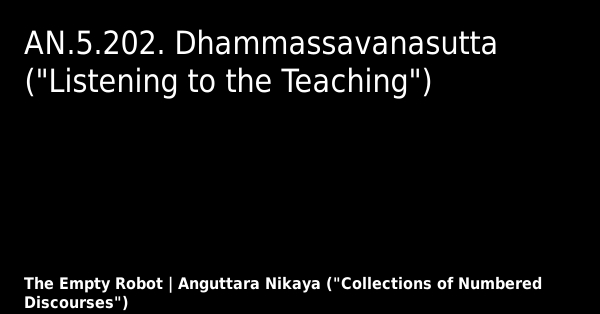 AN.5.202. Dhammassavanasutta
("Listening to the Teaching")
The Empty Robot | Anguttara Nikaya ("Collections of Numbered
Discourses")